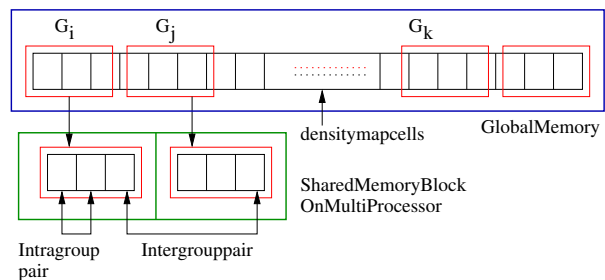 G_i G_j G_k
densitymapcells
GlobalMemory
SharedMemoryBlock
OnMultiProcessor
Intragroup
pair
Intergrouppair